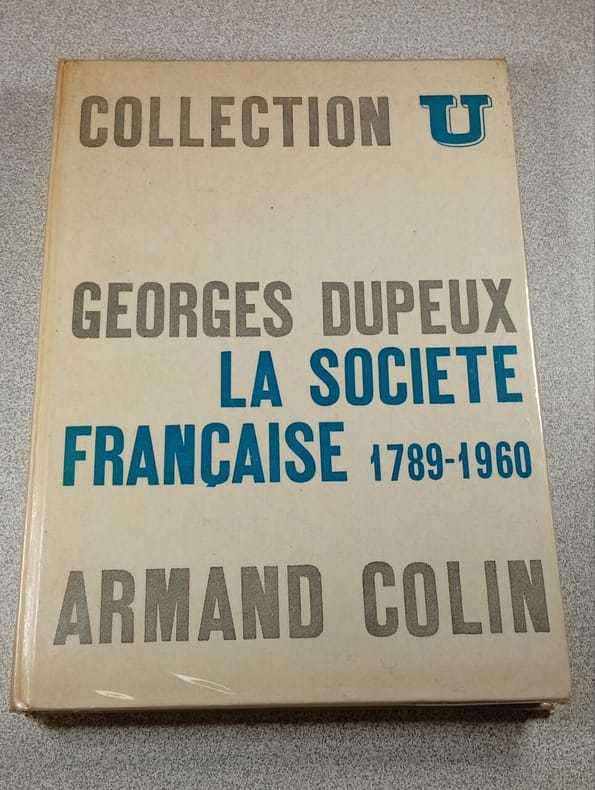 COLLECTION U
GEORGES DUPEUX
LA SOCIETE
FRANÇAISE 1789-1960
ARMAND COLIN